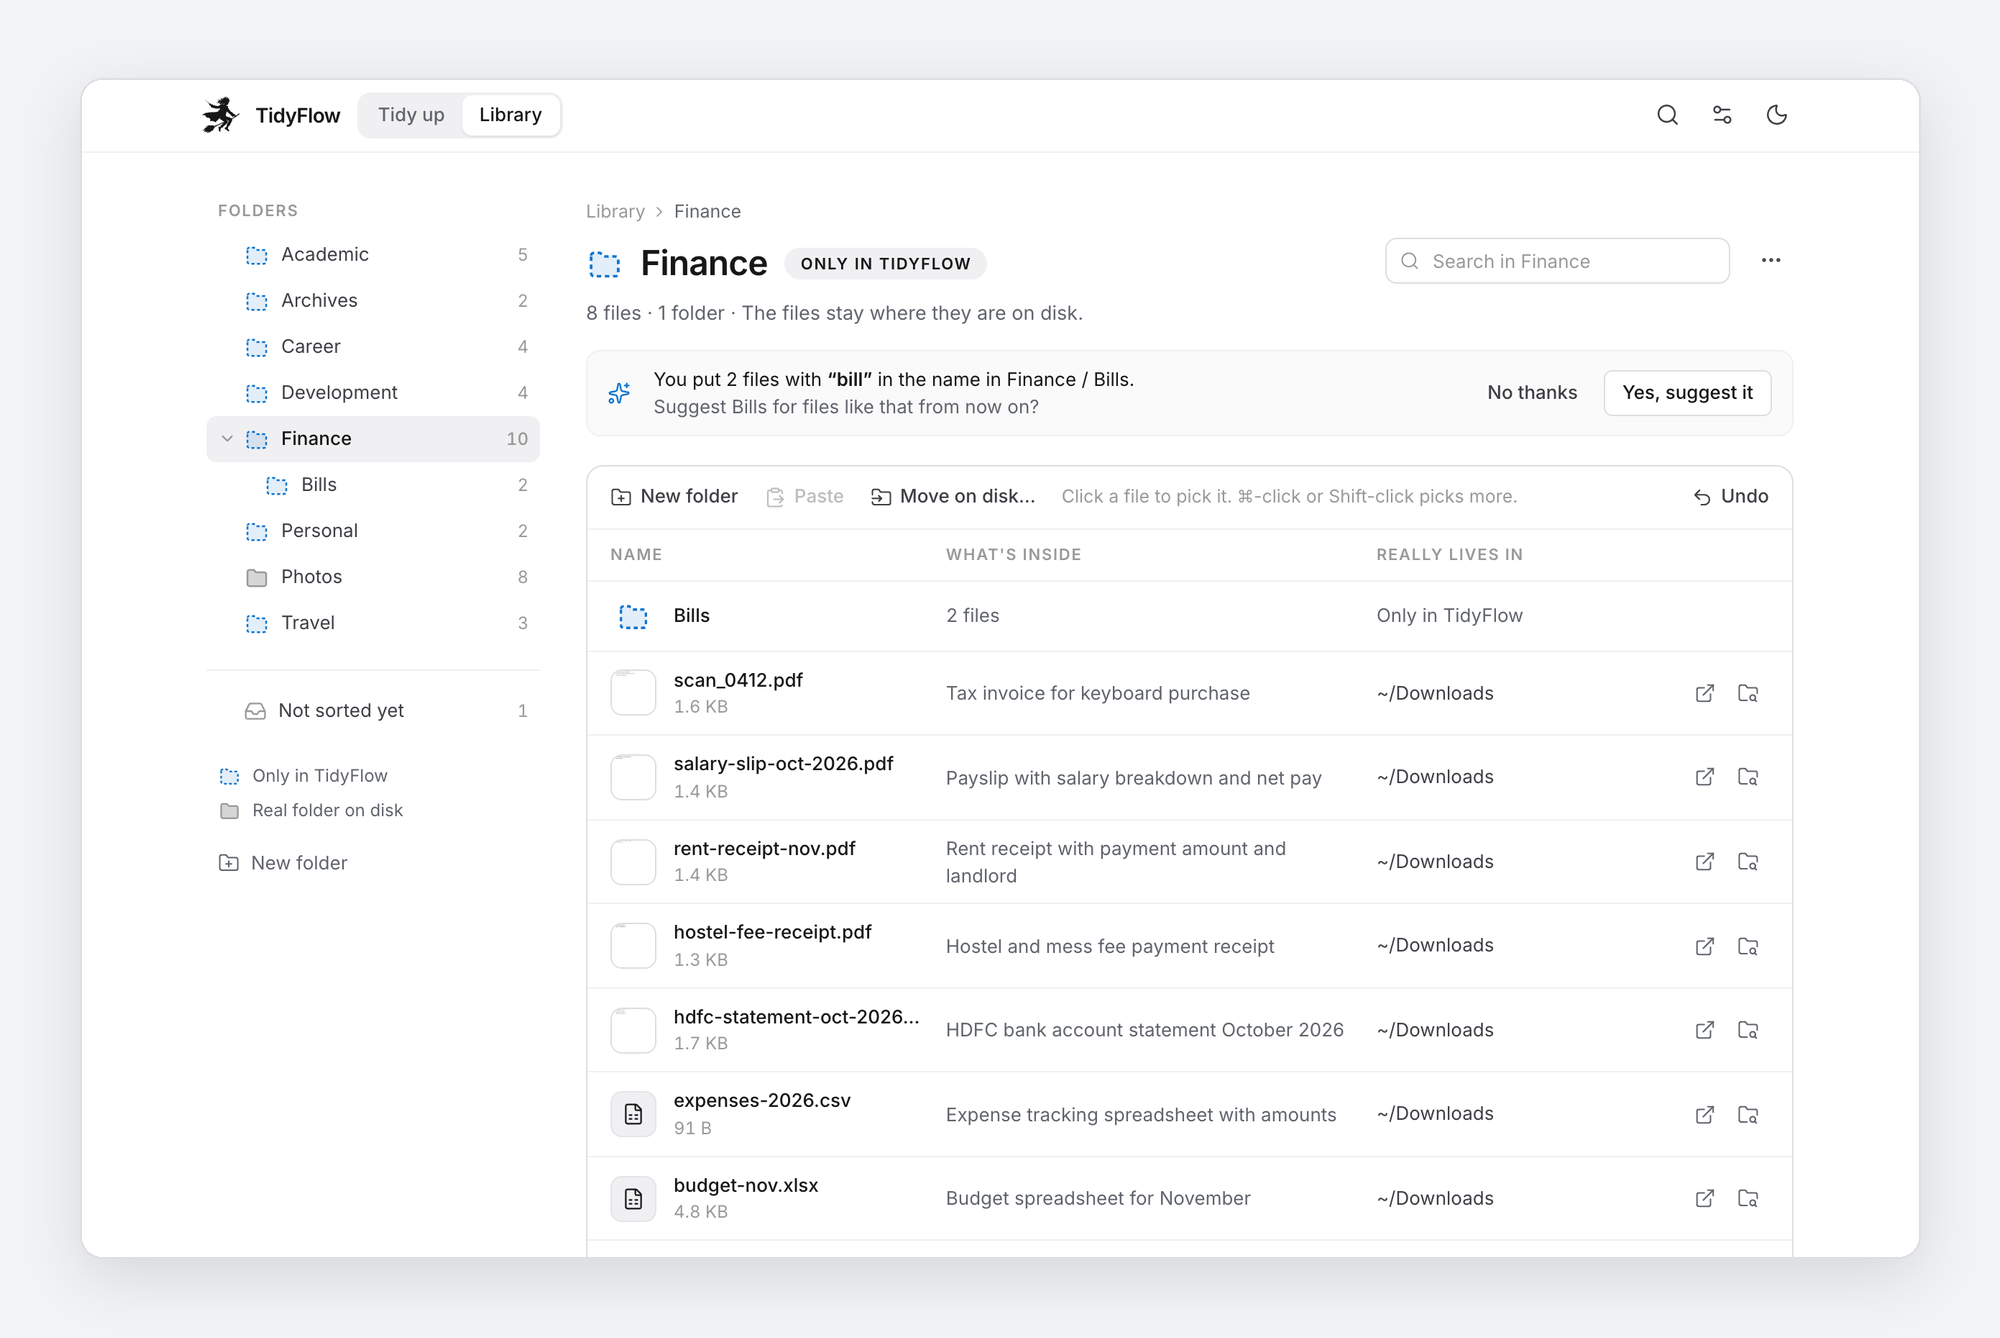 TidyFlow
Tidy up
Library
FOLDERS
Academic 5
Archives 2
Career 4
Development 4
Finance 10
Bills 2
Personal 2
Photos 8
Travel 3
Not sorted yet 1
Only in TidyFlow
Real folder on disk
New folder
Library > Finance
Finance
ONLY IN TIDYFLOW
Search in Finance
8 files · 1 folder · The files stay where they are on disk.
You put 2 files with “bill” in the name in Finance / Bills.
Suggest Bills for files like that from now on?
No thanks
Yes, suggest it
New folder
Paste
Move on disk...
Click a file to pick it. ⌘-click or Shift-click picks more.
Undo
NAME
WHAT'S INSIDE
REALLY LIVES IN
Bills
2 files
Only in TidyFlow
scan_0412.pdf
1.6 KB
Tax invoice for keyboard purchase
~/Downloads
salary-slip-oct-2026.pdf
1.4 KB
Payslip with salary breakdown and net pay
~/Downloads
rent-receipt-nov.pdf
1.4 KB
Rent receipt with payment amount and
landlord
~/Downloads
hostel-fee-receipt.pdf
1.3 KB
Hostel and mess fee payment receipt
~/Downloads
hdfc-statement-oct-2026...
1.7 KB
HDFC bank account statement October 2026
~/Downloads
expenses-2026.csv
91 B
Expense tracking spreadsheet with amounts
~/Downloads
budget-nov.xlsx
4.8 KB
Budget spreadsheet for November
~/Downloads